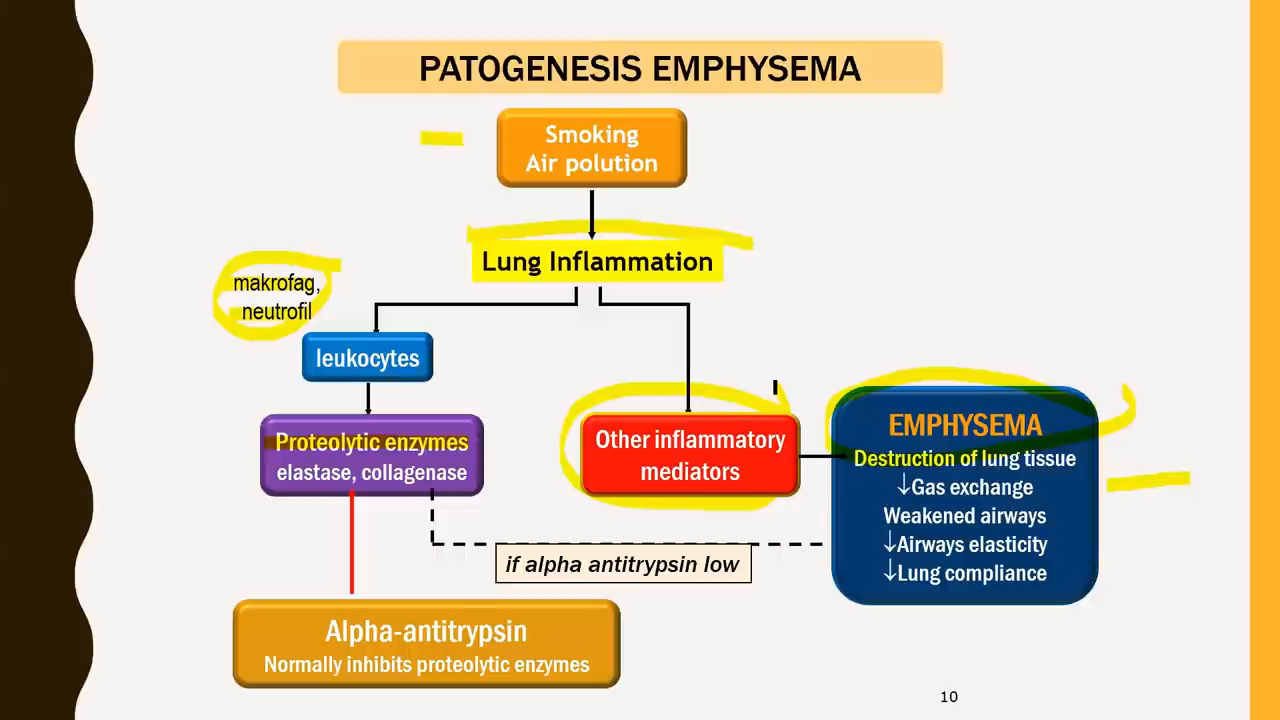 PATOGENESIS EMPHYSEMA
Smoking
Air polution
Lung Inflammation
makrofag,
neutrofil
leukocytes
Proteolytic enzymes
elastase, collagenase
Other inflammatory
mediators
EMPHYSEMA
Destruction of lung tissue
↓Gas exchange
Weakened airways
↓Airways elasticity
↓Lung compliance
if alpha antitrypsin low
Alpha-antitrypsin
Normally inhibits proteolytic enzymes
10